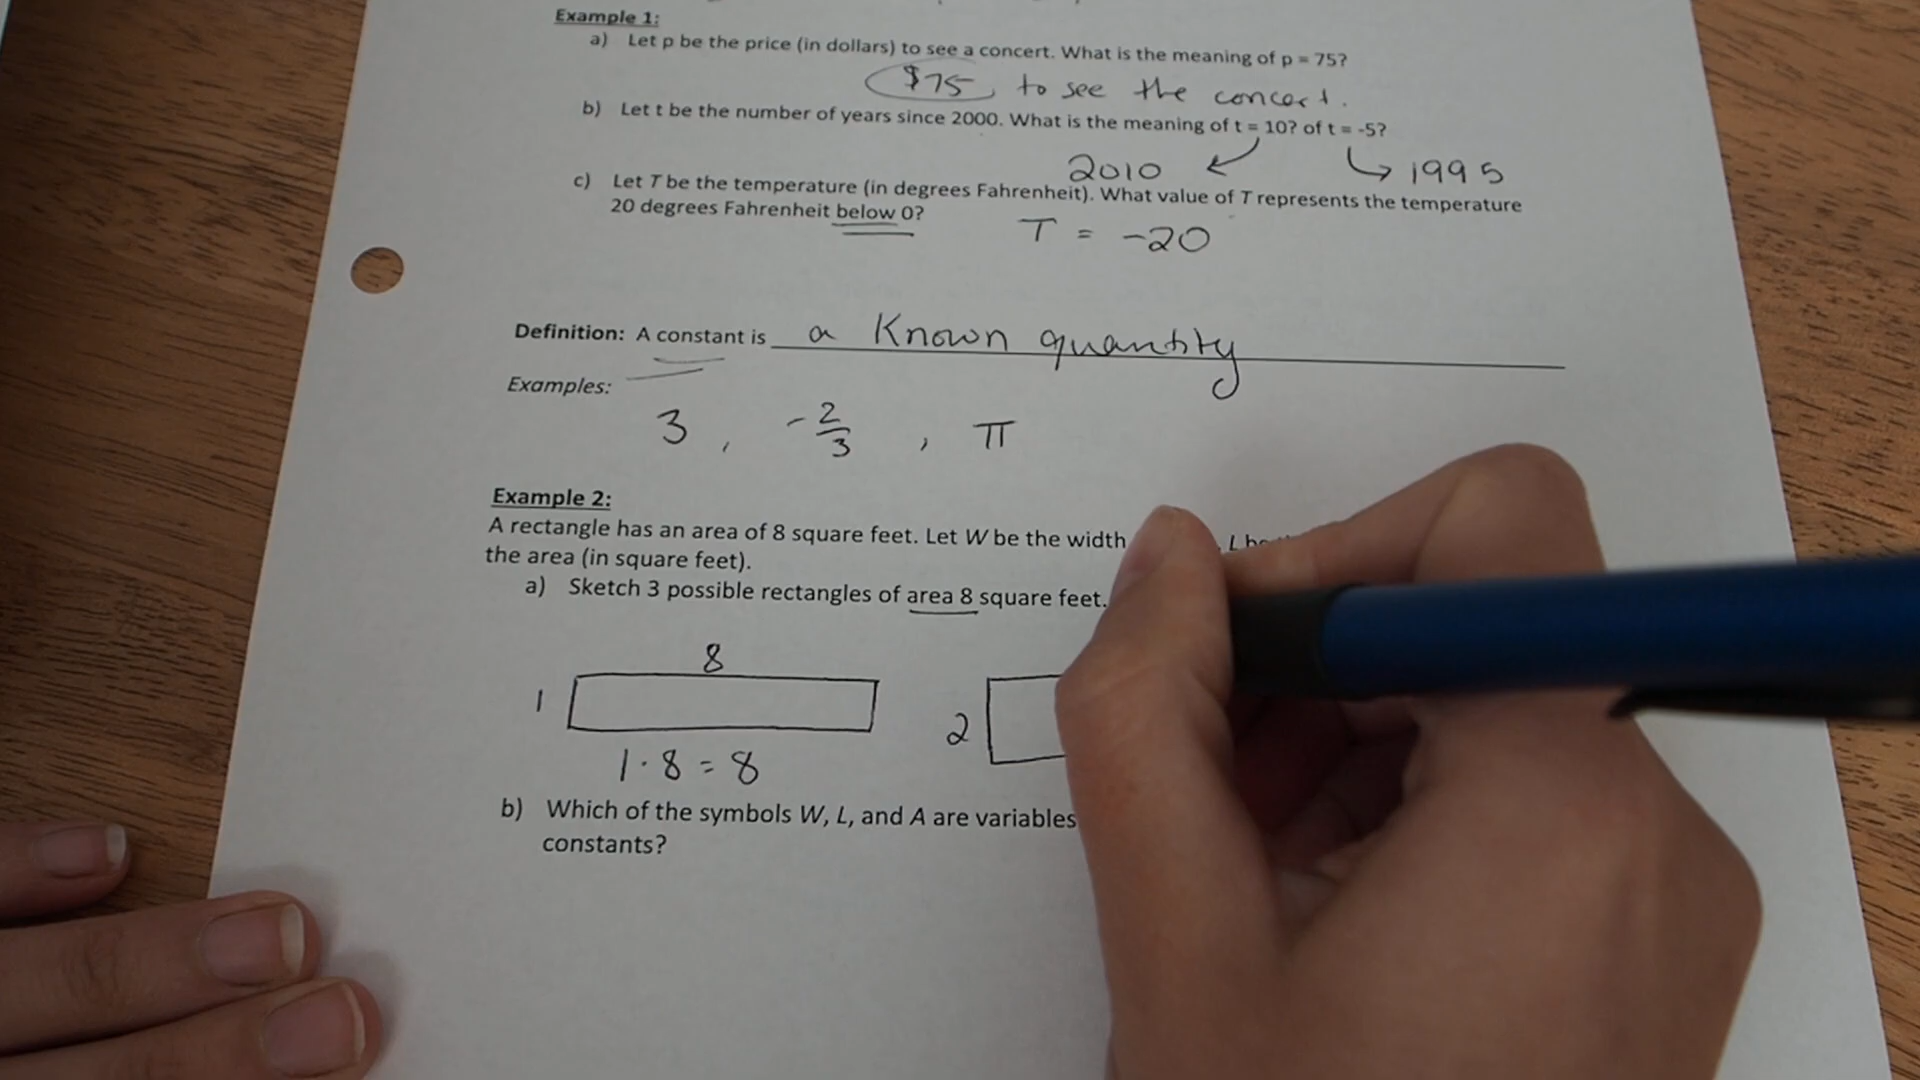 Example 1:
a) Let p be the price (in dollars) to see a concert. What is the meaning of p = 75?
$75, to see the concert.
b) Let t be the number of years since 2000. What is the meaning of t = 10? of t = -5?
2010 1995
c) Let T be the temperature (in degrees Fahrenheit). What value of T represents the temperature
20 degrees Fahrenheit below 0?
T = -20
Definition: A constant is a known quantity
Examples:
3, -2/3, π
Example 2:
A rectangle has an area of 8 square feet. Let W be the width L
the area (in square feet).
a) Sketch 3 possible rectangles of area 8 square feet.
8
1
2
1·8=8
b) Which of the symbols W, L, and A are variables
constants?